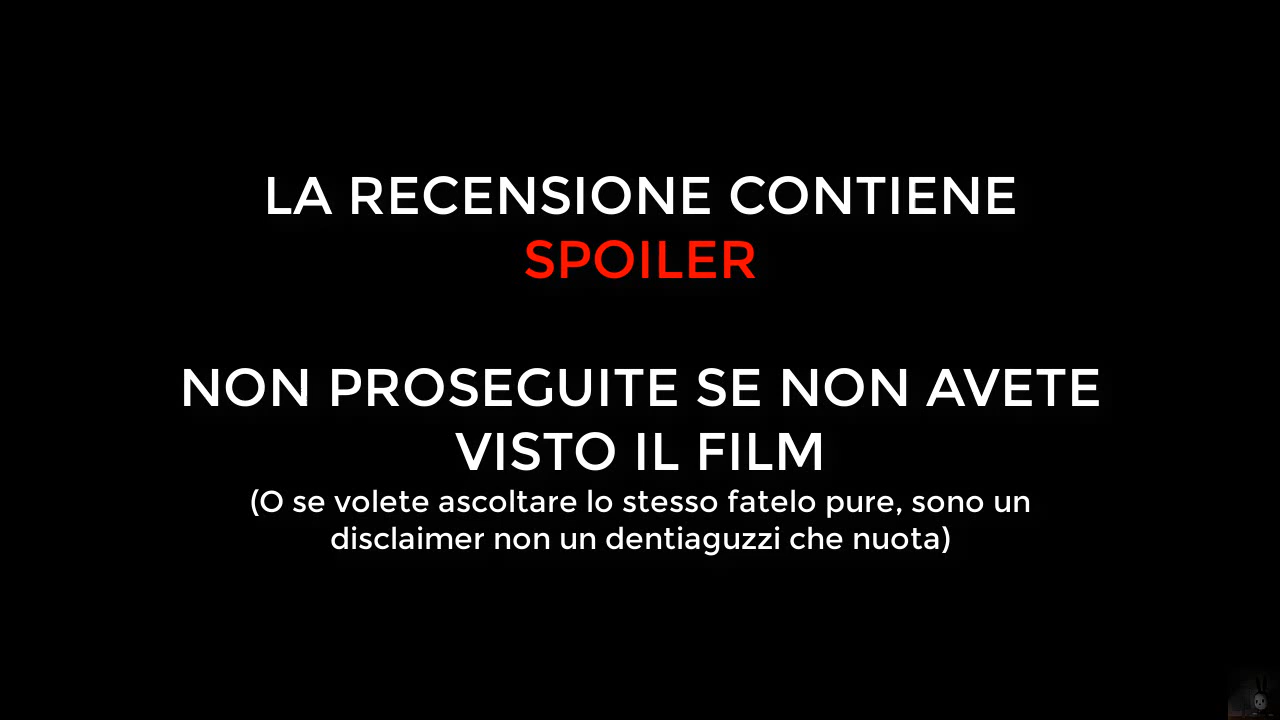 LA RECENSIONE CONTIENE
SPOILER
NON PROSEGUITE SE NON AVETE
VISTO IL FILM
(O se volete ascoltare lo stesso fatelo pure, sono un
disclaimer non un dentiaguzzi che nuota)